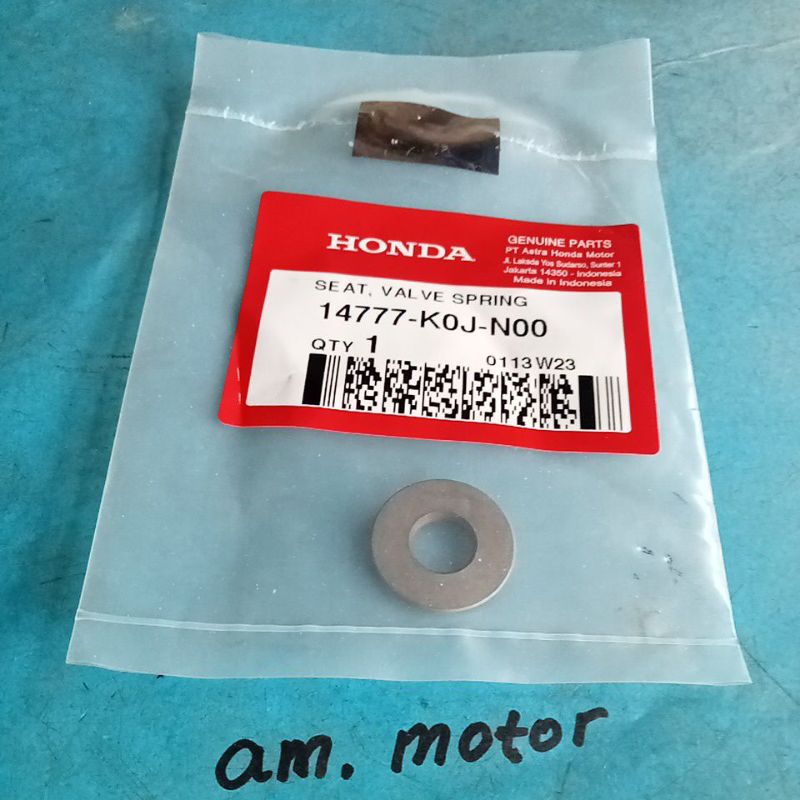 HONDA
GENUINE PARTS
PT Astra Honda Motor
Jl. Laksda Yos Sudarso, Sunter 1
Jakarta 14350 - Indonesia
Made in Indonesia
SEAT, VALVE SPRING
14777-K0J-N00
QTY 1
0113 W23
am. motor